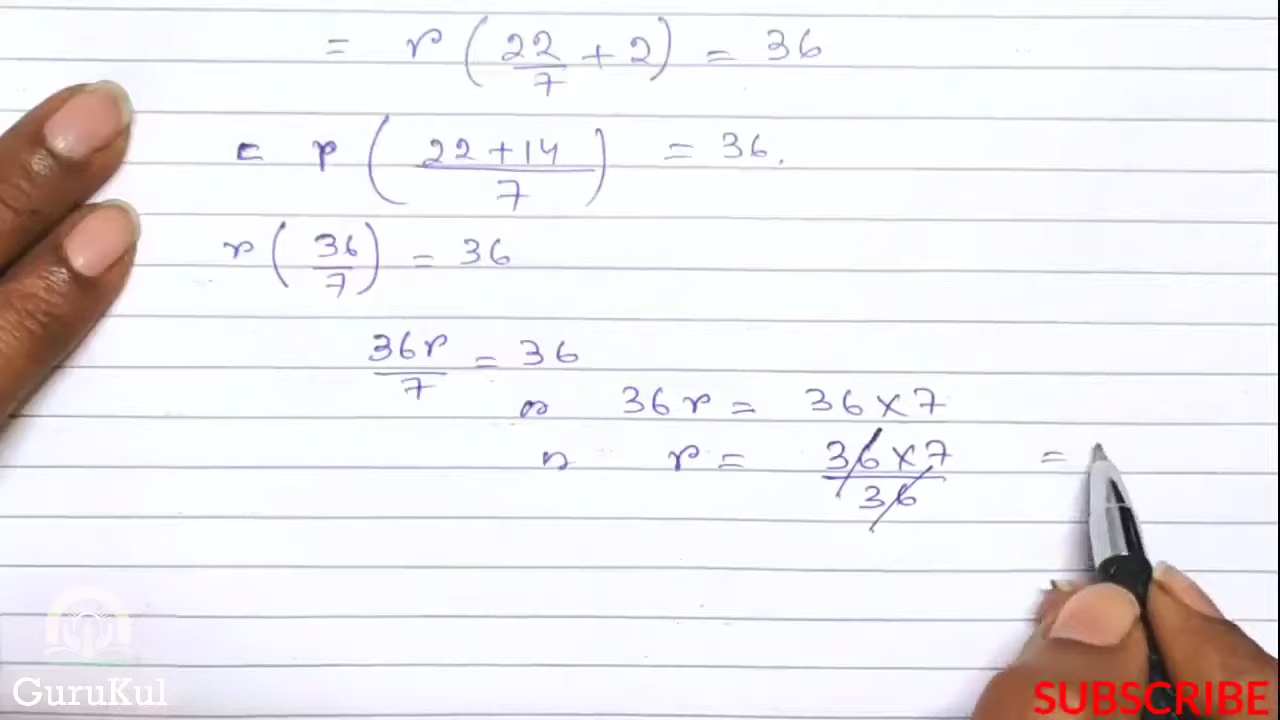 = r ( 22/7 + 2 ) = 36
= r ( 22 + 14 / 7 ) = 36.
r ( 36/7 ) = 36
36r/7 = 36
36r = 36 × 7
r = 36 × 7 / 36 =
GuruKul
SUBSCRIBE